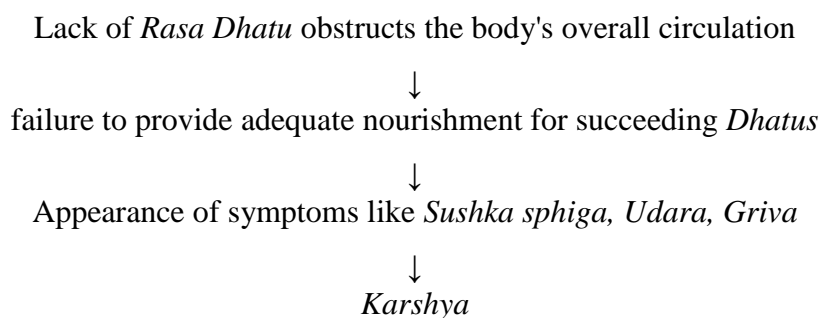 Lack of Rasa Dhatu obstructs the body's overall circulation
↓
failure to provide adequate nourishment for succeeding Dhatus
↓
Appearance of symptoms like Sushka sphiga, Udara, Griva
↓
Karshya